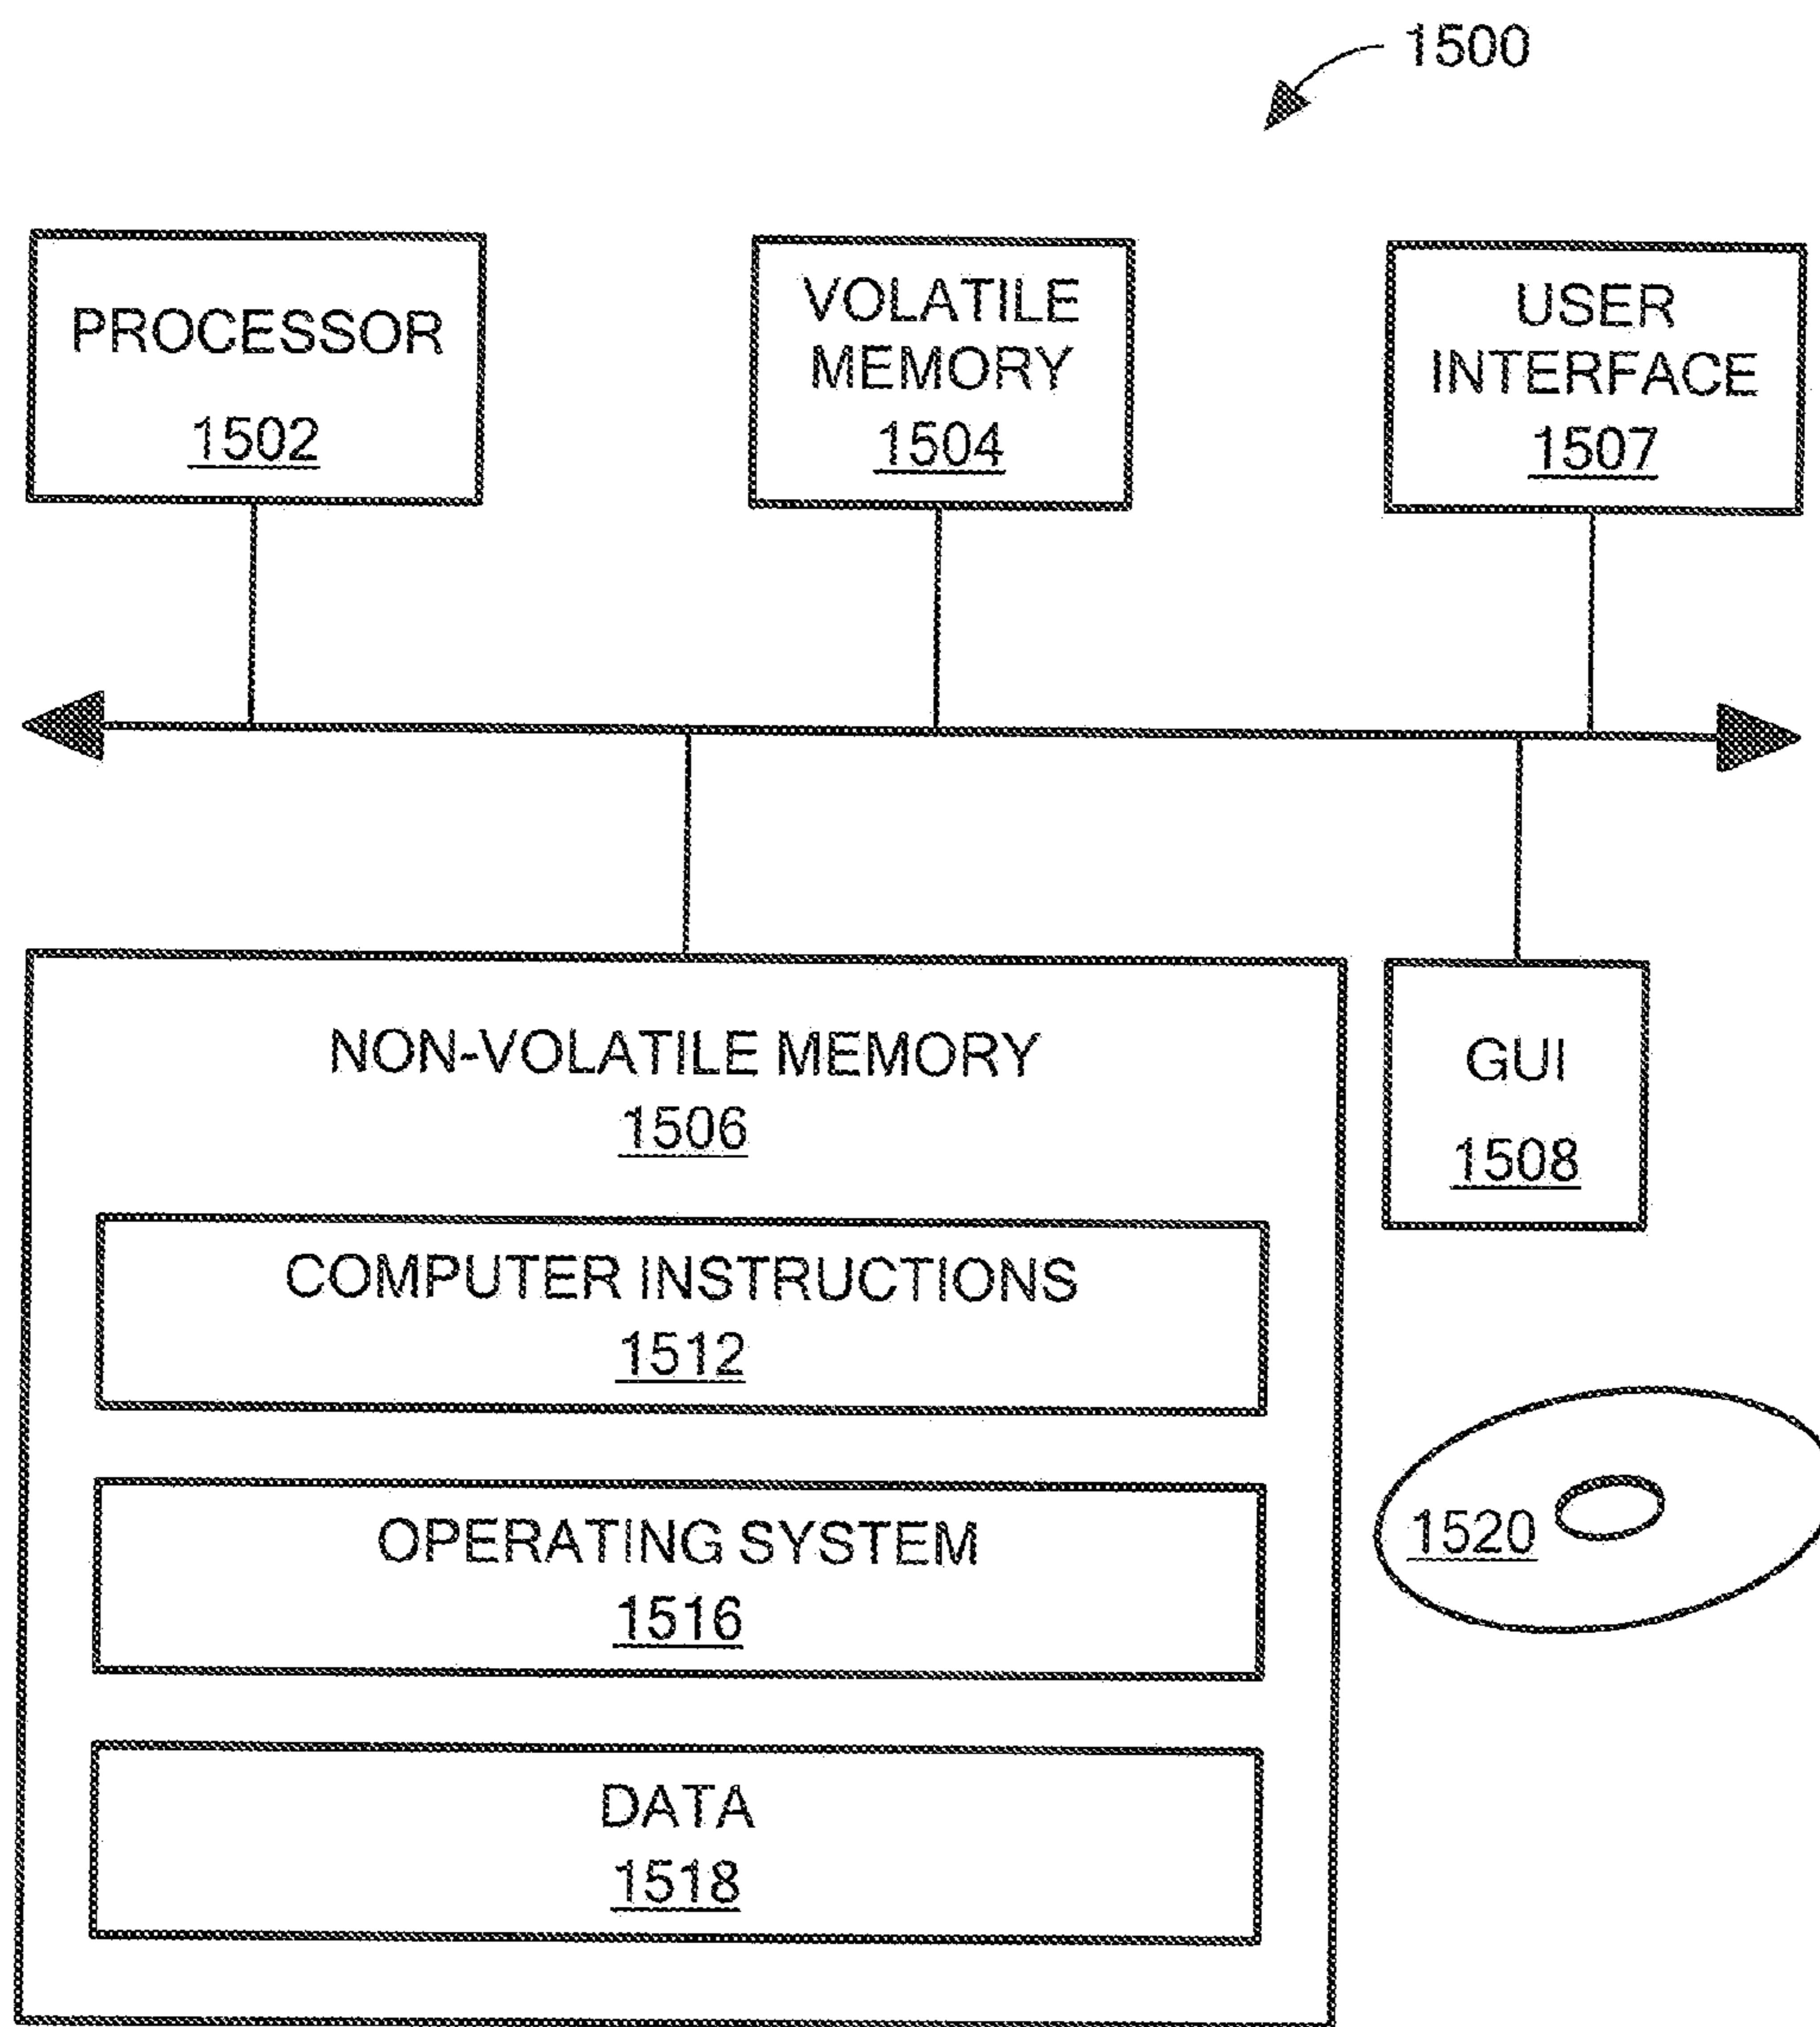 1500
PROCESSOR
1502
VOLATILE
MEMORY
1504
USER
INTERFACE
1507
NON-VOLATILE MEMORY
1506
GUI
1508
COMPUTER INSTRUCTIONS
1512
OPERATING SYSTEM
1516
1520
DATA
1518